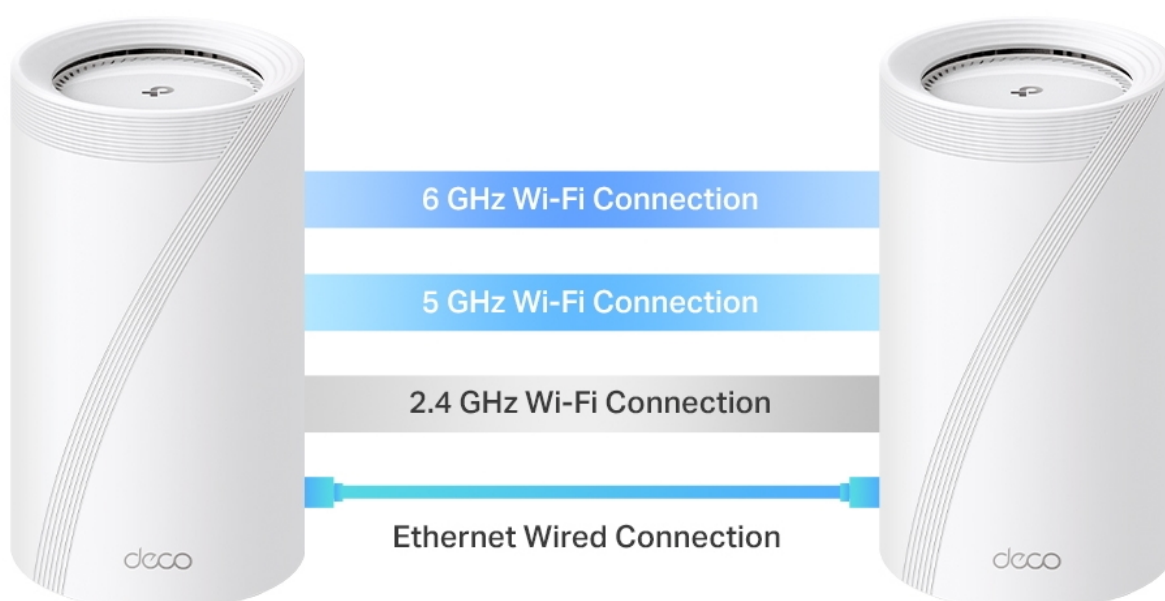 6 GHz Wi-Fi Connection
5 GHz Wi-Fi Connection
2.4 GHz Wi-Fi Connection
Ethernet Wired Connection
deco
deco